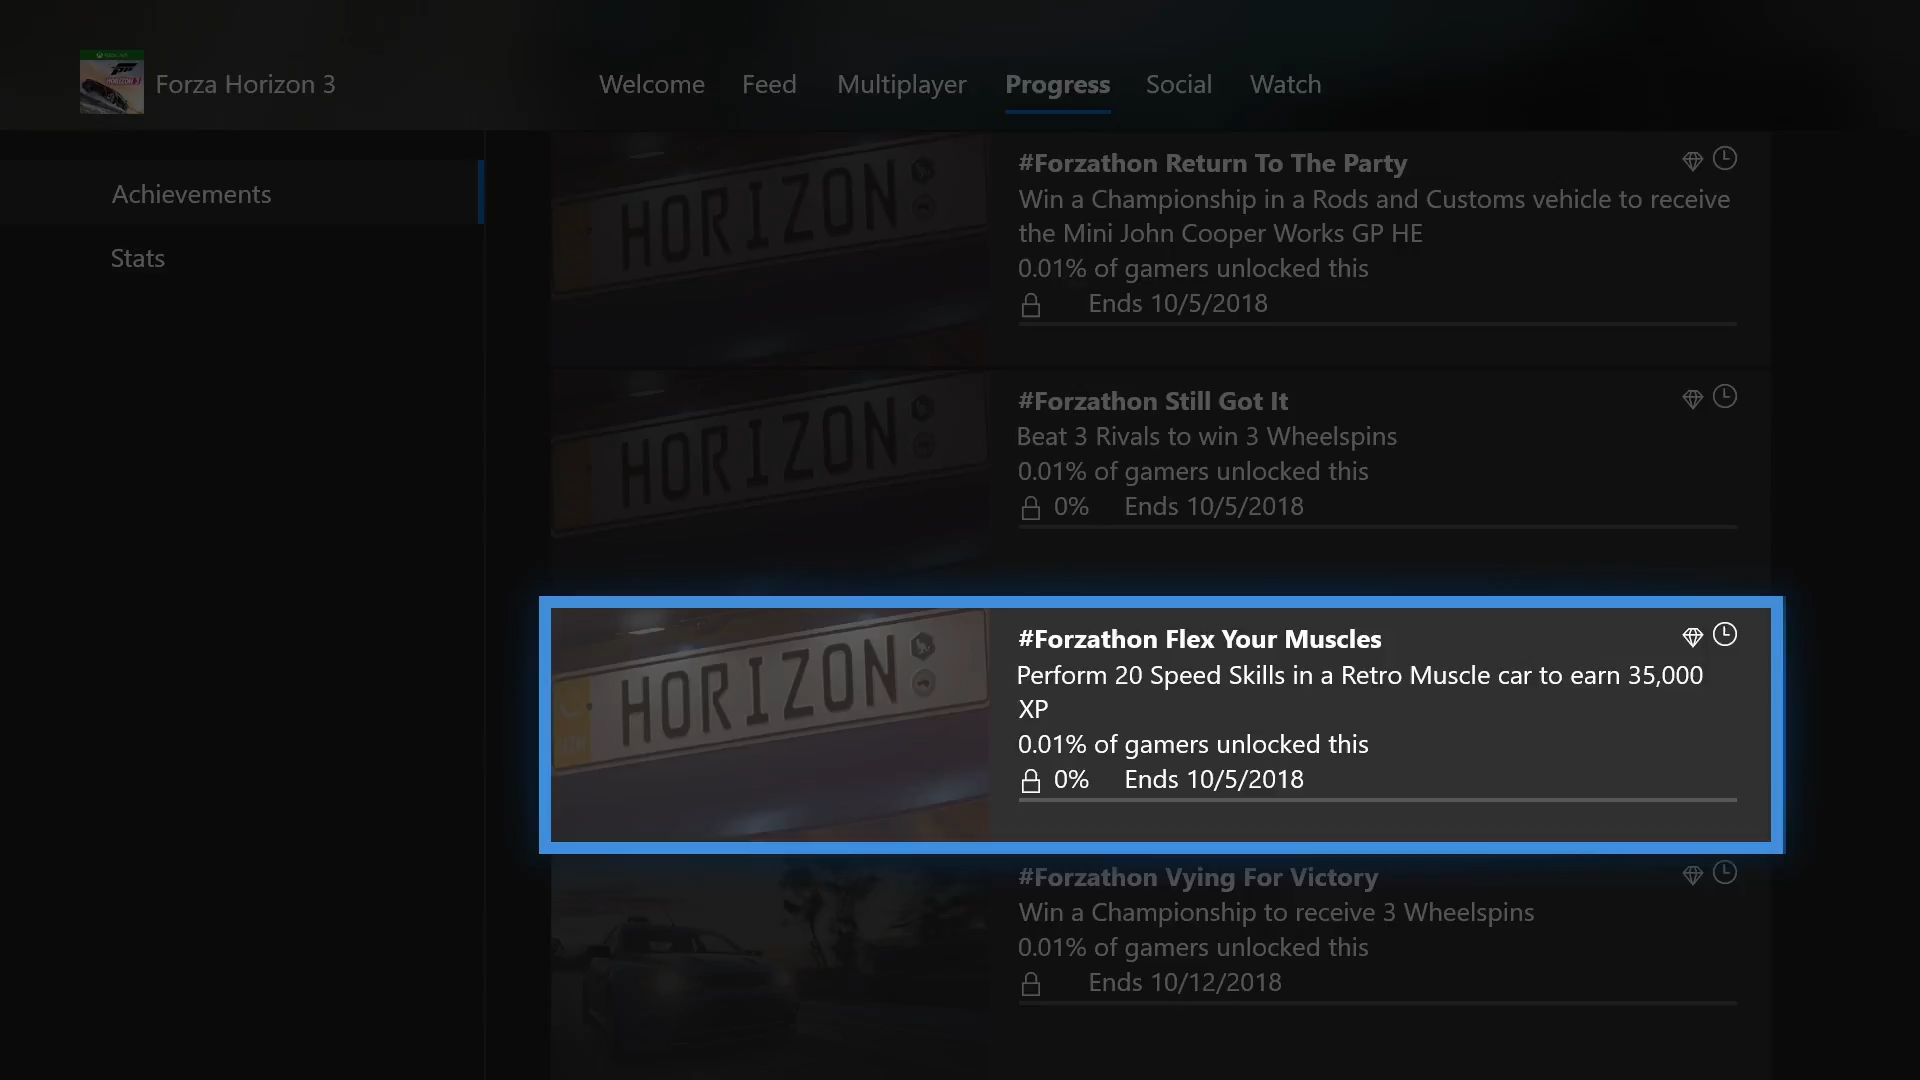 Forza Horizon 3
Welcome
Feed
Multiplayer
Progress
Social
Watch
Achievements
Stats
HORIZON
#Forzathon Return To The Party
Win a Championship in a Rods and Customs vehicle to receive
the Mini John Cooper Works GP HE
0.01% of gamers unlocked this
Ends 10/5/2018
HORIZON
#Forzathon Still Got It
Beat 3 Rivals to win 3 Wheelspins
0.01% of gamers unlocked this
0% Ends 10/5/2018
HORIZON
#Forzathon Flex Your Muscles
Perform 20 Speed Skills in a Retro Muscle car to earn 35,000
XP
0.01% of gamers unlocked this
0% Ends 10/5/2018
#Forzathon Vying For Victory
Win a Championship to receive 3 Wheelspins
0.01% of gamers unlocked this
Ends 10/12/2018